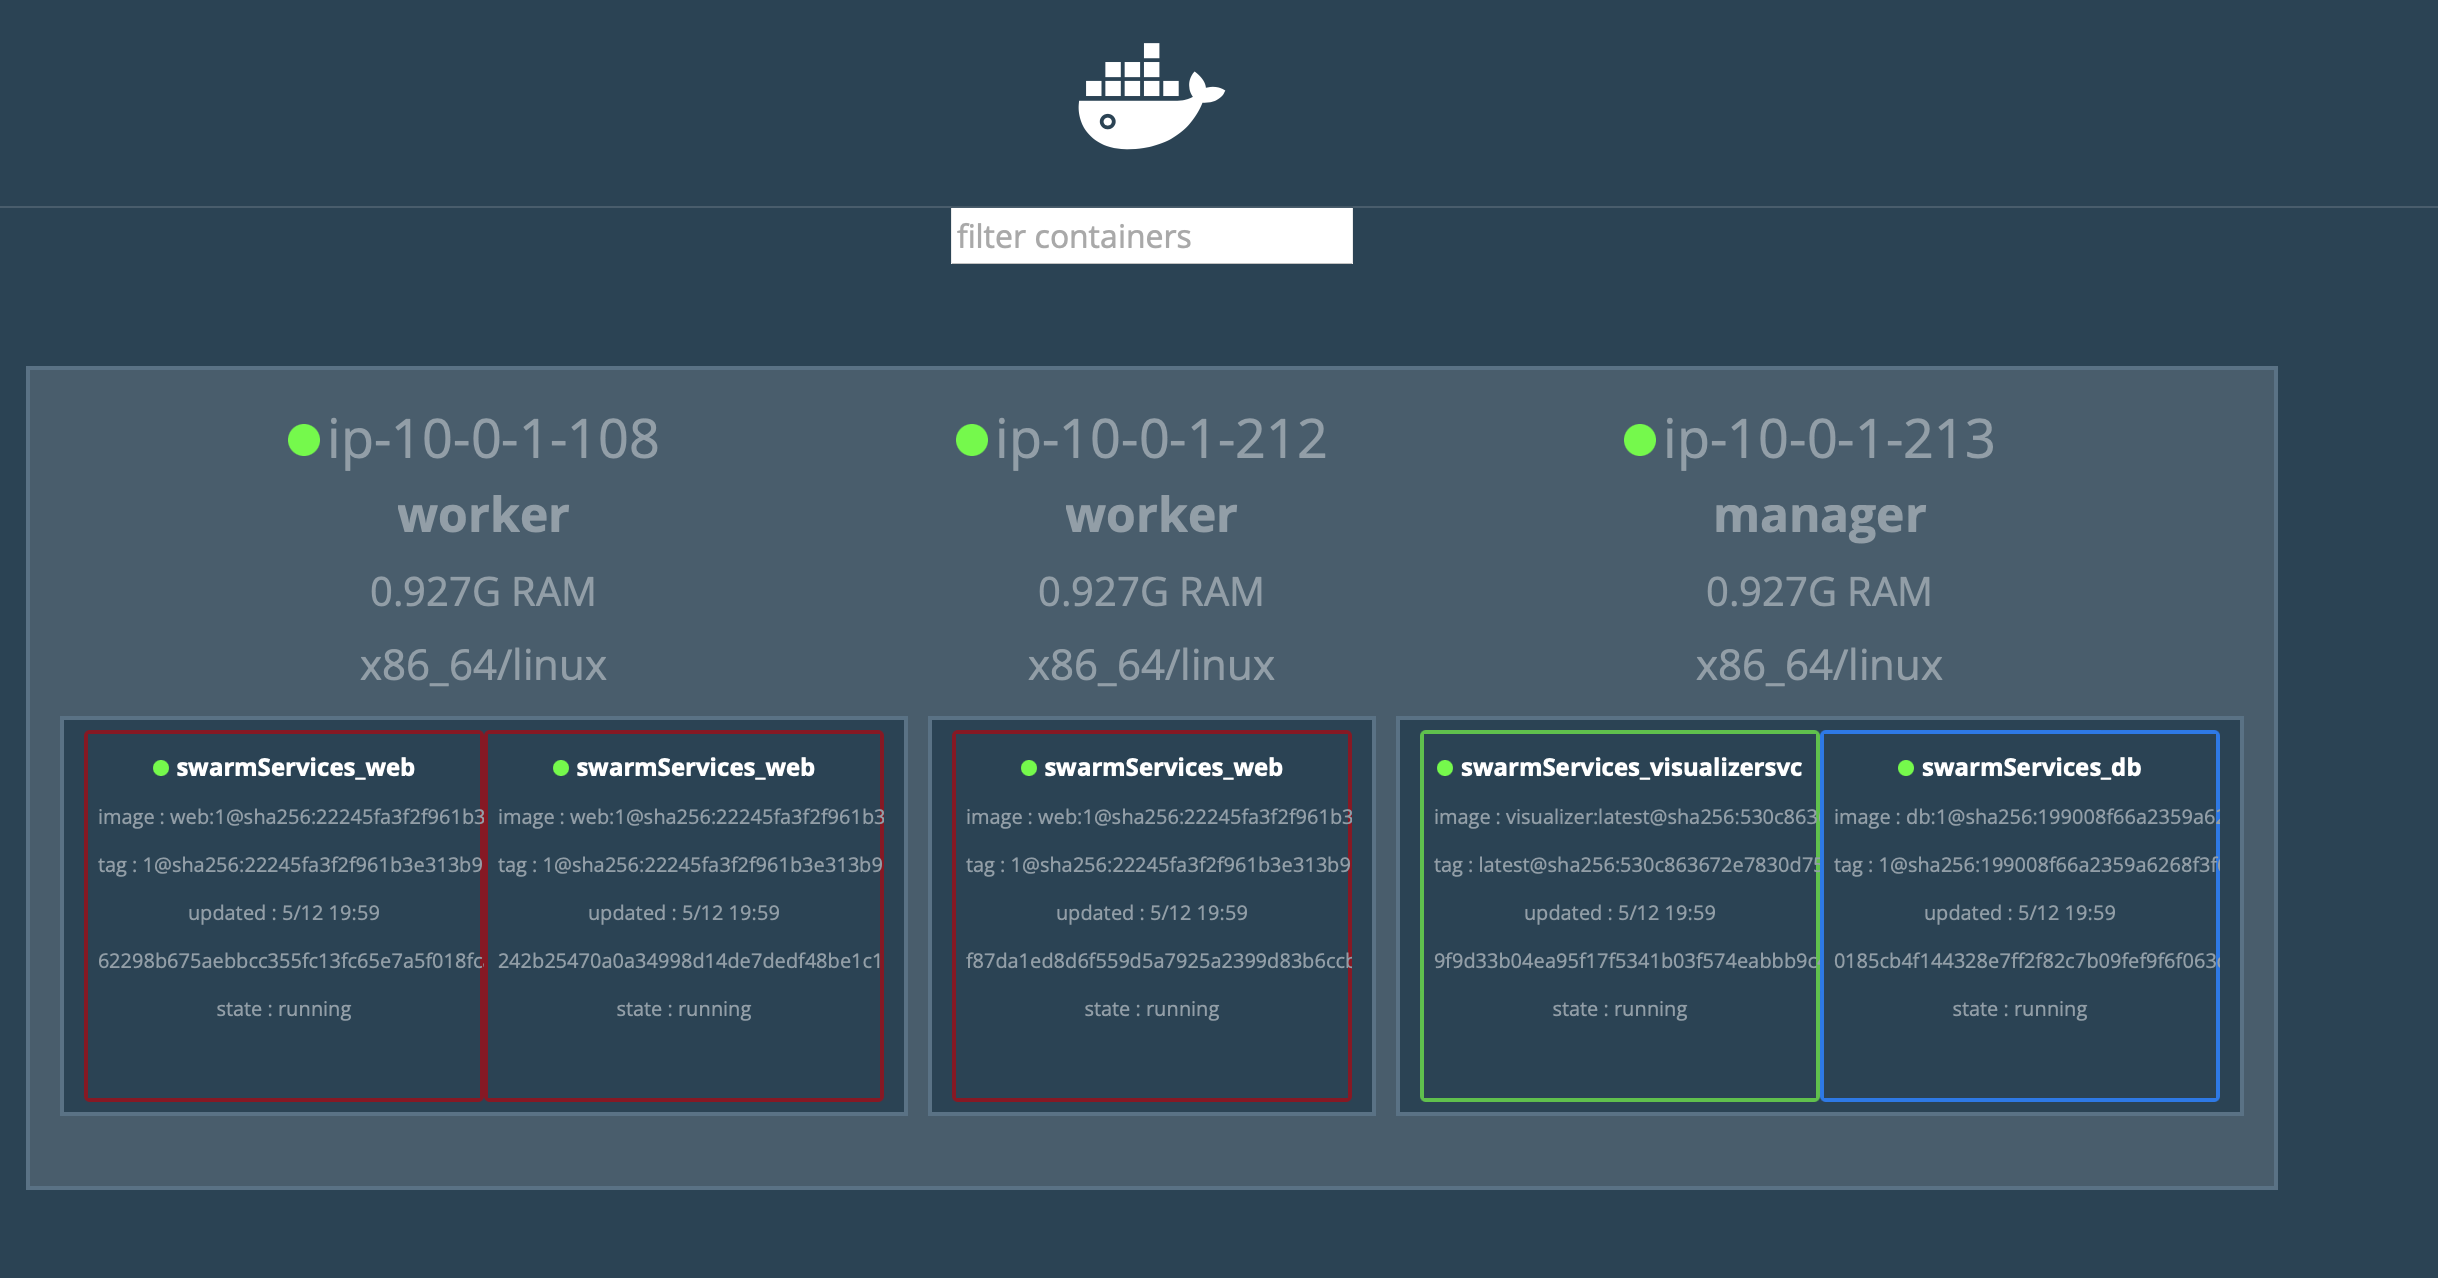 filter containers
ip-10-0-1-108
worker
0.927G RAM
x86_64/linux
swarmServices_web
image : web:1@sha256:22245fa3f2f961b3
tag : 1@sha256:22245fa3f2f961b3e313b9
updated : 5/12 19:59
62298b675aebbcc355fc13fc65e7a5f018fc
state : running
swarmServices_web
image : web:1@sha256:22245fa3f2f961b3
tag : 1@sha256:22245fa3f2f961b3e313b9
updated : 5/12 19:59
242b25470a0a34998d14de7dedf48be1c1
state : running
ip-10-0-1-212
worker
0.927G RAM
x86_64/linux
swarmServices_web
image : web:1@sha256:22245fa3f2f961b3
tag : 1@sha256:22245fa3f2f961b3e313b9
updated : 5/12 19:59
f87da1ed8d6f559d5a7925a2399d83b6ccb
state : running
ip-10-0-1-213
manager
0.927G RAM
x86_64/linux
swarmServices_visualizersvc
image : visualizer:latest@sha256:530c863
tag : latest@sha256:530c863672e7830d75
updated : 5/12 19:59
9f9d33b04ea95f17f5341b03f574eabbb9c
state : running
swarmServices_db
image : db:1@sha256:199008f66a2359a62
tag : 1@sha256:199008f66a2359a6268f3f
updated : 5/12 19:59
0185cb4f144328e7ff2f82c7b09fef9f6f063
state : running